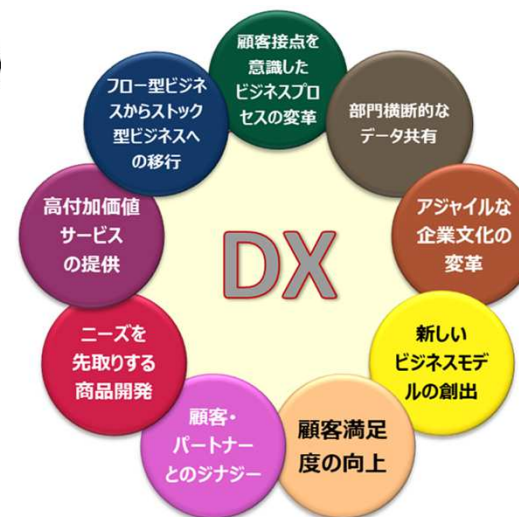 顧客接点を
意識した
ビジネスプロ
セスの変革
部門横断的な
データ共有
アジャイルな
企業文化の
変革
新しい
ビジネスモデ
ルの創出
顧客満足
度の向上
顧客・
パートナー
とのジナジー
ニーズを
先取りする
商品開発
高付加価値
サービス
の提供
フロー型ビジネ
スからストック
型ビジネスへ
の移行
DX